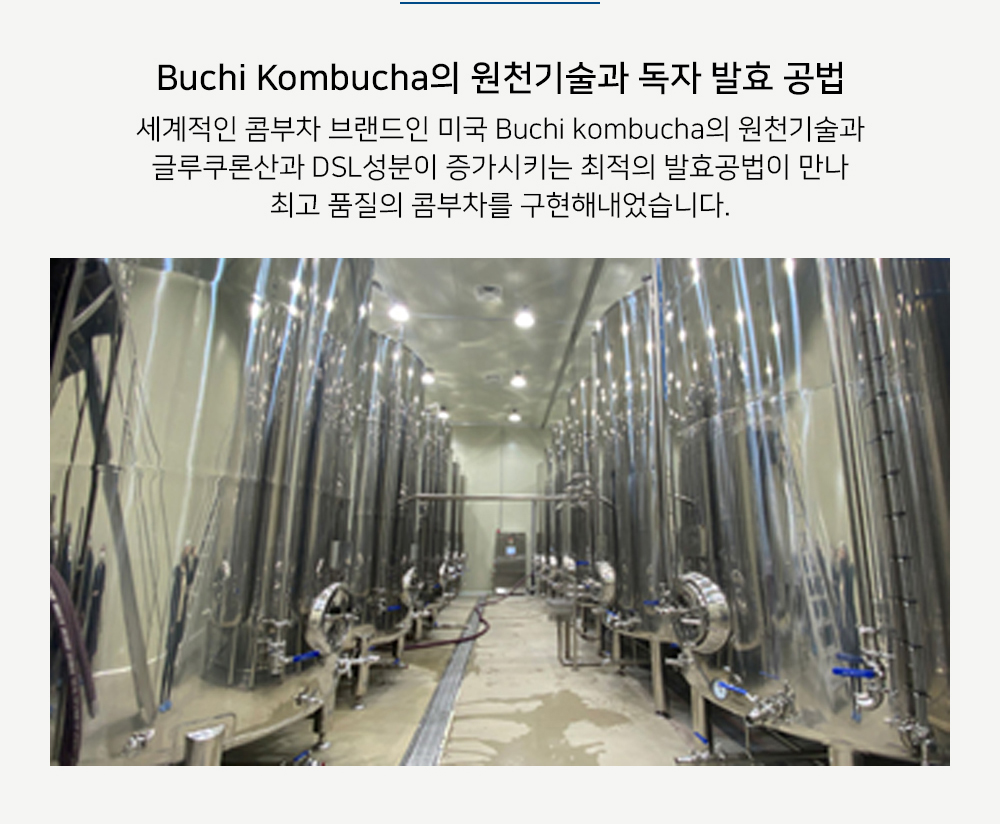 Buchi Kombucha의 원천기술과 독자 발효 공법
세계적인 콤부차 브랜드인 미국 Buchi kombucha의 원천기술과
글루쿠론산과 DSL성분이 증가시키는 최적의 발효공법이 만나
최고 품질의 콤부차를 구현해내었습니다.